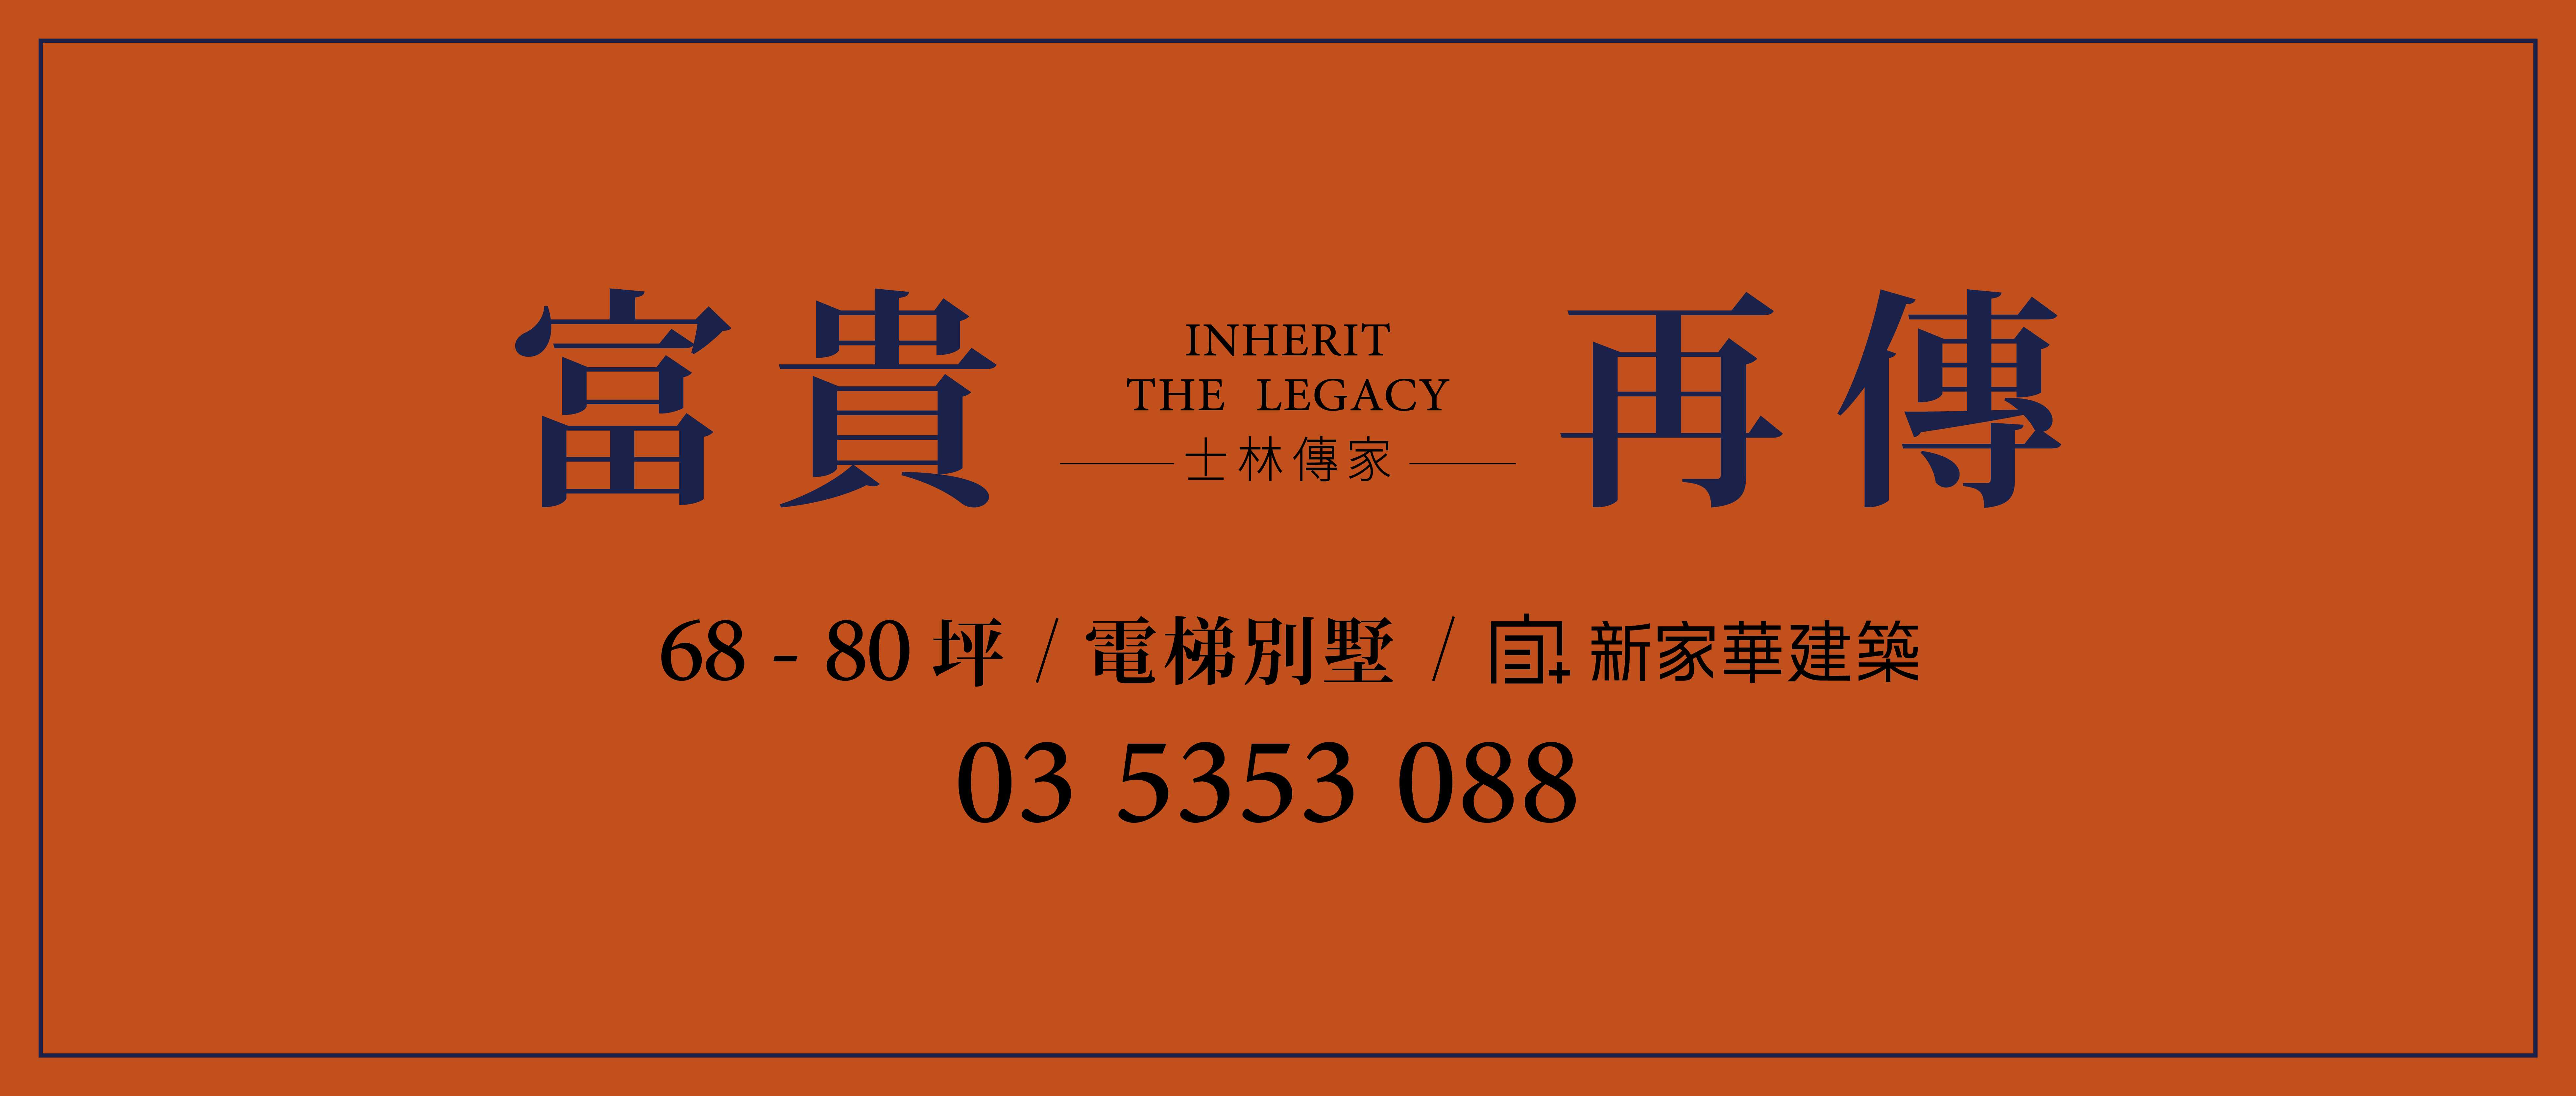 富貴 再傳
INHERIT
THE LEGACY
士林傳家
68 - 80 坪 / 電梯別墅 / 新家華建築
03 5353 088